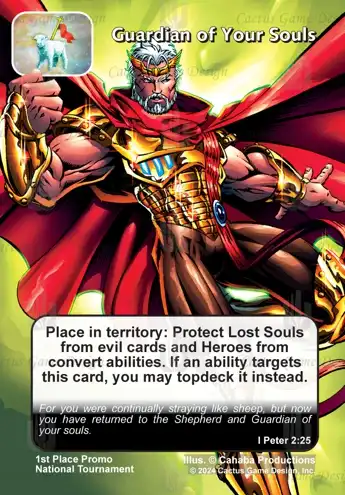 Guardian of Your Souls
Place in territory: Protect Lost Souls
from evil cards and Heroes from
convert abilities. If an ability targets
this card, you may topdeck it instead.
For you were continually straying like sheep, but now
you have returned to the Shepherd and Guardian of
your souls.
I Peter 2:25
1st Place Promo
National Tournament
Illus. © Cahaba Productions
© 2024 Cactus Game Design, Inc.
Cactus Game Design